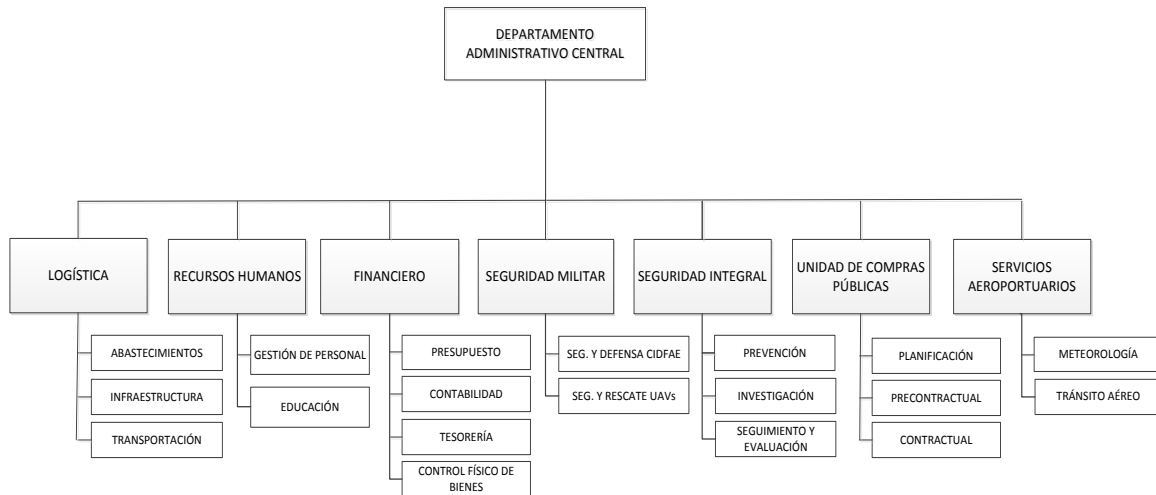 DEPARTAMENTO
ADMINISTRATIVO CENTRAL
LOGÍSTICA
RECURSOS HUMANOS
FINANCIERO
SEGURIDAD MILITAR
SEGURIDAD INTEGRAL
UNIDAD DE COMPRAS
PÚBLICAS
SERVICIOS
AEROPORTUARIOS
ABASTECIMIENTOS
INFRAESTRUCTURA
TRANSPORTACIÓN
GESTIÓN DE PERSONAL
EDUCACIÓN
PRESUPUESTO
CONTABILIDAD
TESORERÍA
CONTROL FÍSICO DE
BIENES
SEG. Y DEFENSA CIDFAE
SEG. Y RESCATE UAVs
PREVENCIÓN
INVESTIGACIÓN
SEGUIMIENTO Y
EVALUACIÓN
PLANIFICACIÓN
PRECONTRACTUAL
CONTRACTUAL
METEOROLOGÍA
TRÁNSITO AÉREO